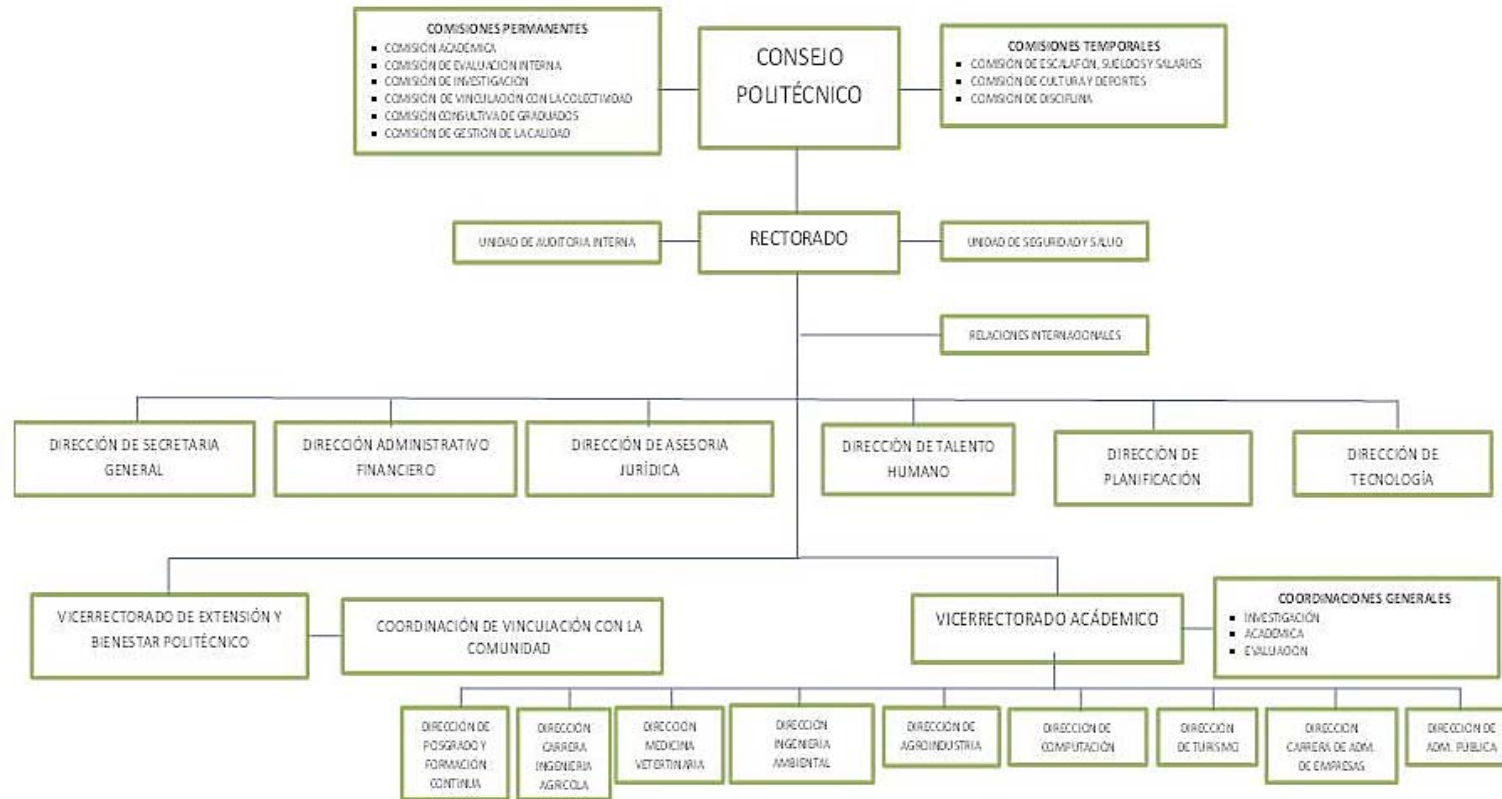 COMISIONES PERMANENTES
▪ COMISIÓN ACADÉMICA
▪ COMISIÓN DE EVALUACIÓN INTERNA
▪ COMISIÓN DE INVESTIGACIÓN
▪ COMISIÓN DE VINCULACIÓN CON LA COLECTIVIDAD
▪ COMISIÓN CONSULTIVA DE GRADUADOS
▪ COMISIÓN DE GESTIÓN DE LA CALIDAD
CONSEJO
POLITÉCNICO
COMISIONES TEMPORALES
▪ COMISIÓN DE ESCALAFÓN, SUELDOS Y SALARIOS
▪ COMISIÓN DE CULTURA Y DEPORTES
▪ COMISIÓN DE DISCIPLINA
UNIDAD DE AUDITORIA INTERNA
RECTORADO
UNIDAD DE SEGURIDAD Y SALUD
RELACIONES INTERNACIONALES
DIRECCIÓN DE SECRETARIA
GENERAL
DIRECCIÓN ADMINISTRATIVO
FINANCIERO
DIRECCIÓN DE ASESORIA
JURÍDICA
DIRECCIÓN DE TALENTO
HUMANO
DIRECCIÓN DE
PLANIFICACIÓN
DIRECCIÓN DE
TECNOLOGÍA
VICERRECTORADO DE EXTENSIÓN Y
BIENESTAR POLITÉCNICO
COORDINACIÓN DE VINCULACIÓN CON LA
COMUNIDAD
VICERRECTORADO ACÁDEMICO
COORDINACIONES GENERALES
▪ INVESTIGACIÓN
▪ ACADÉMICA
▪ EVALUACIÓN
DIRECCIÓN DE
POSGRADO Y
FORMACIÓN
CONTINUA
DIRECCIÓN
CARRERA
INGENIERIA
AGRÍCOLA
DIRECCIÓN
MEDICINA
VETERTINARIA
DIRECCIÓN
INGENIERIA
AMBIENTAL
DIRECCIÓN DE
AGROINDUSTRIA
DIRECCIÓN DE
COMPUTACIÓN
DIRECCIÓN
DE TURISMO
DIRECCIÓN
CARRERA DE ADM.
DE EMPRESAS
DIRECCIÓN DE
ADM. PÚBLICA